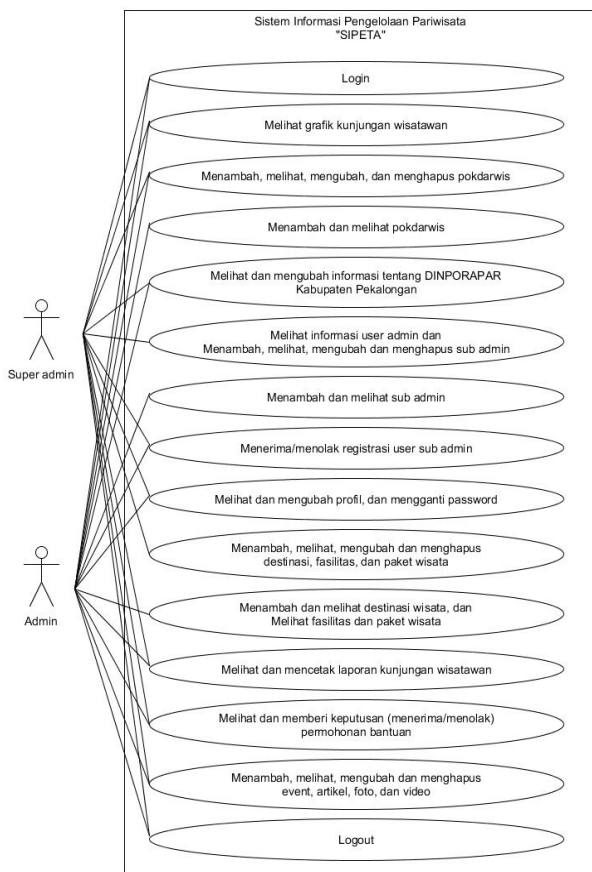 Sistem Informasi Pengelolaan Pariwisata
"SIPETA"
Login
Melihat grafik kunjungan wisatawan
Menambah, melihat, mengubah, dan menghapus pokdarwis
Menambah dan melihat pokdarwis
Melihat dan mengubah informasi tentang DINPORAPAR
Kabupaten Pekalongan
Melihat informasi user admin dan
Menambah, melihat, mengubah dan menghapus sub admin
Super admin
Menambah dan melihat sub admin
Menerima/menolak registrasi user sub admin
Melihat dan mengubah profil, dan mengganti password
Menambah, melihat, mengubah dan menghapus
destinasi, fasilitas, dan paket wisata
Admin
Menambah dan melihat destinasi wisata, dan
Melihat fasilitas dan paket wisata
Melihat dan mencetak laporan kunjungan wisatawan
Melihat dan memberi keputusan (menerima/menolak)
permohonan bantuan
Menambah, melihat, mengubah dan menghapus
event, artikel, foto, dan video
Logout